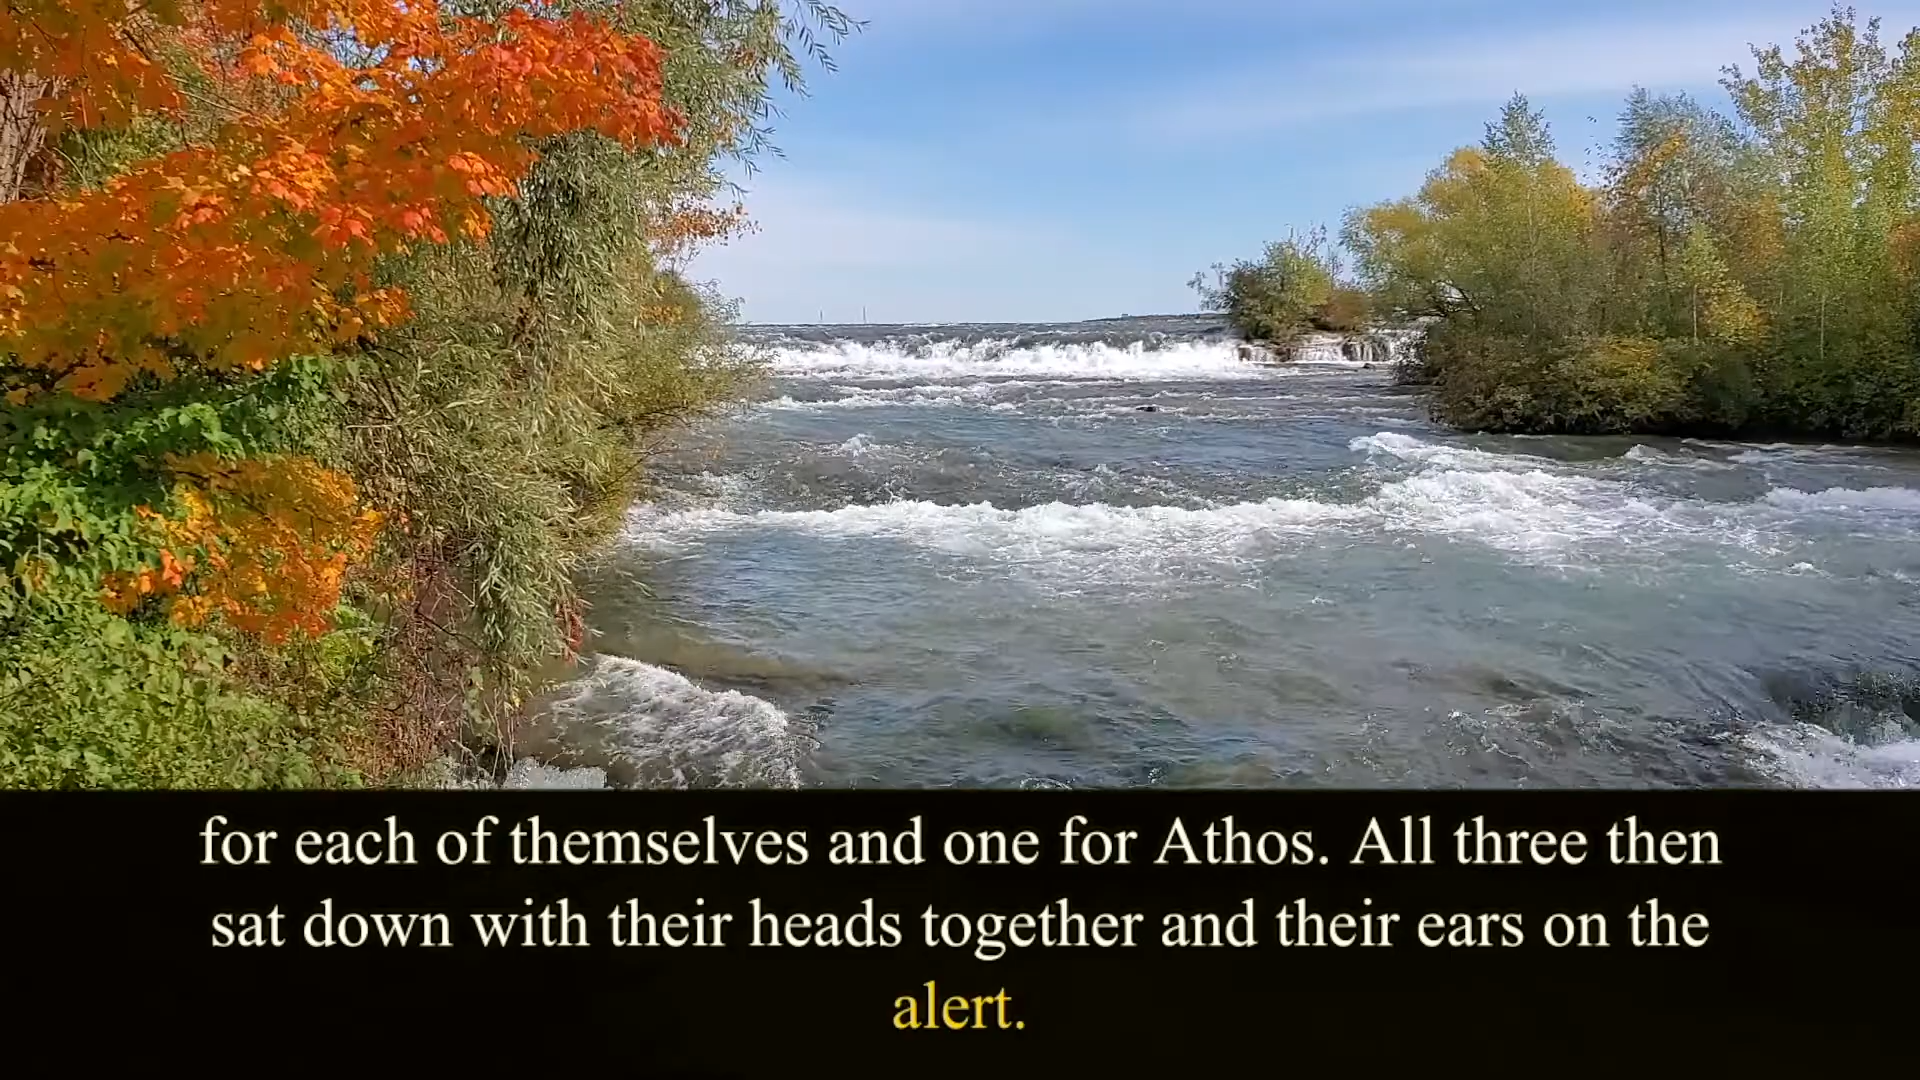 for each of themselves and one for Athos. All three then
sat down with their heads together and their ears on the
alert.